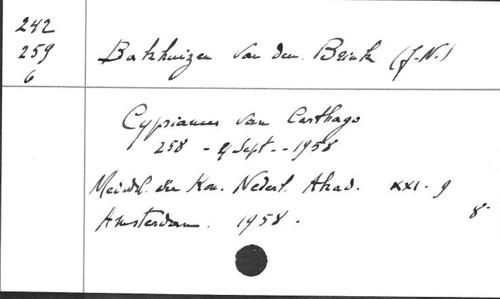 242
259
6
Bakhuizen van den Brink (J.N.)
Cyprianus van Carthago
258 - 9 Sept. - 1958
Meded. der Kon. Nederl. Akad. XXI. 9
8°
Amsterdam. 1958.